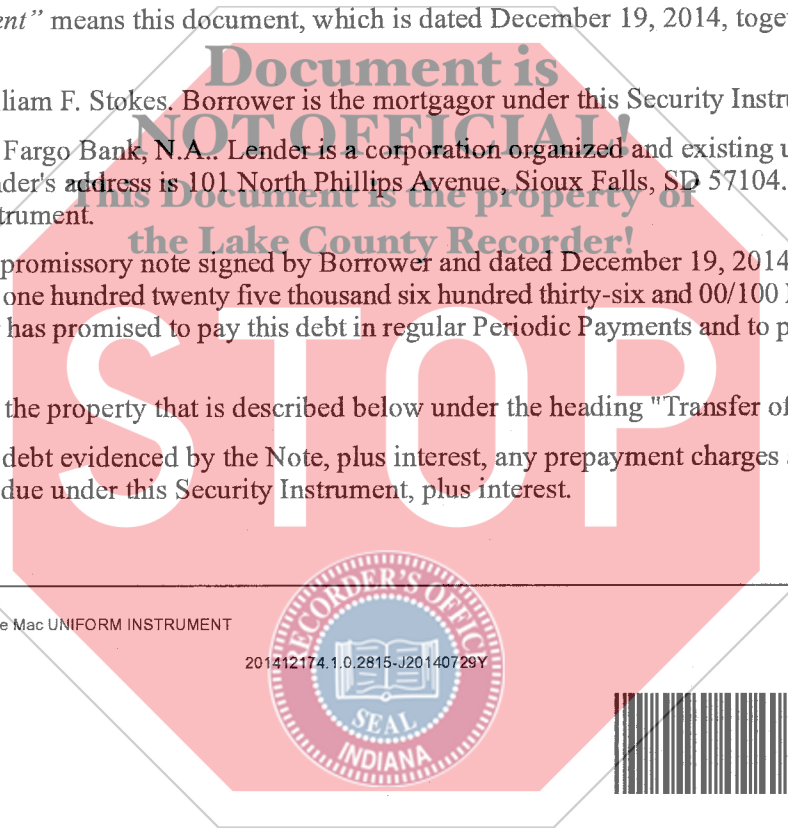 ent” means this document, which is dated December 19, 2014, toge
Document is
liam F. Stokes. Borrower is the mortgagor under this Security Instru
NOT OFFICIAL!
Fargo Bank, N.A.. Lender is a corporation organized and existing u
der's address is 101 North Phillips Avenue, Sioux Falls, SD 57104.
This Document is the property of
trument.
the Lake County Recorder!
promissory note signed by Borrower and dated December 19, 2014
one hundred twenty five thousand six hundred thirty-six and 00/100
has promised to pay this debt in regular Periodic Payments and to p
STOP
the property that is described below under the heading "Transfer of
debt evidenced by the Note, plus interest, any prepayment charges
due under this Security Instrument, plus interest.
RECORDER'S OFFICE
e Mac UNIFORM INSTRUMENT
201412174.1.0.2815-J20140729Y
SEAL
INDIANA